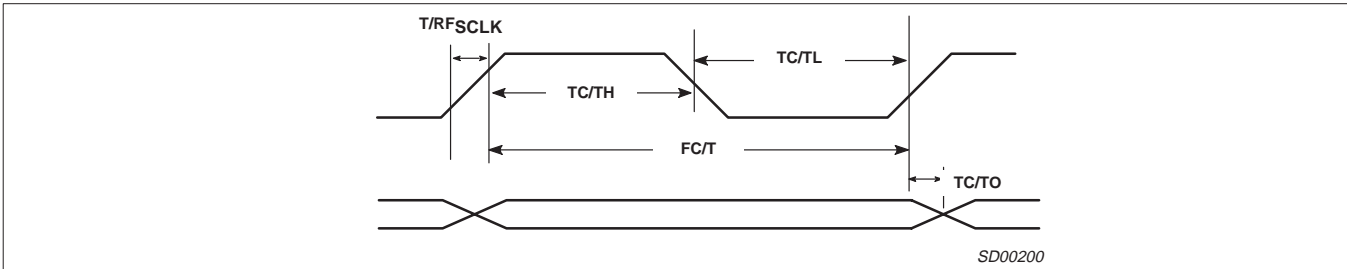 T/RFSCLK
TC/TL
TC/TH
FC/T
TC/TO
SD00200